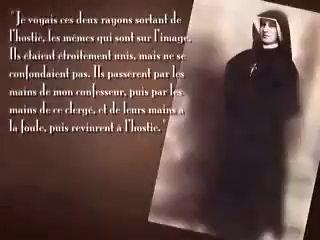 "Je voyais ces deux rayons sortant de
l'hostie, les mêmes qui sont sur l'image.
Ils étaient étroitement unis, mais ne se
confondaient pas. Ils passèrent par les
mains de mon confesseur, puis par les
mains de ce clergé, et de leurs mains à
la foule, puis revinrent à l'hostie."